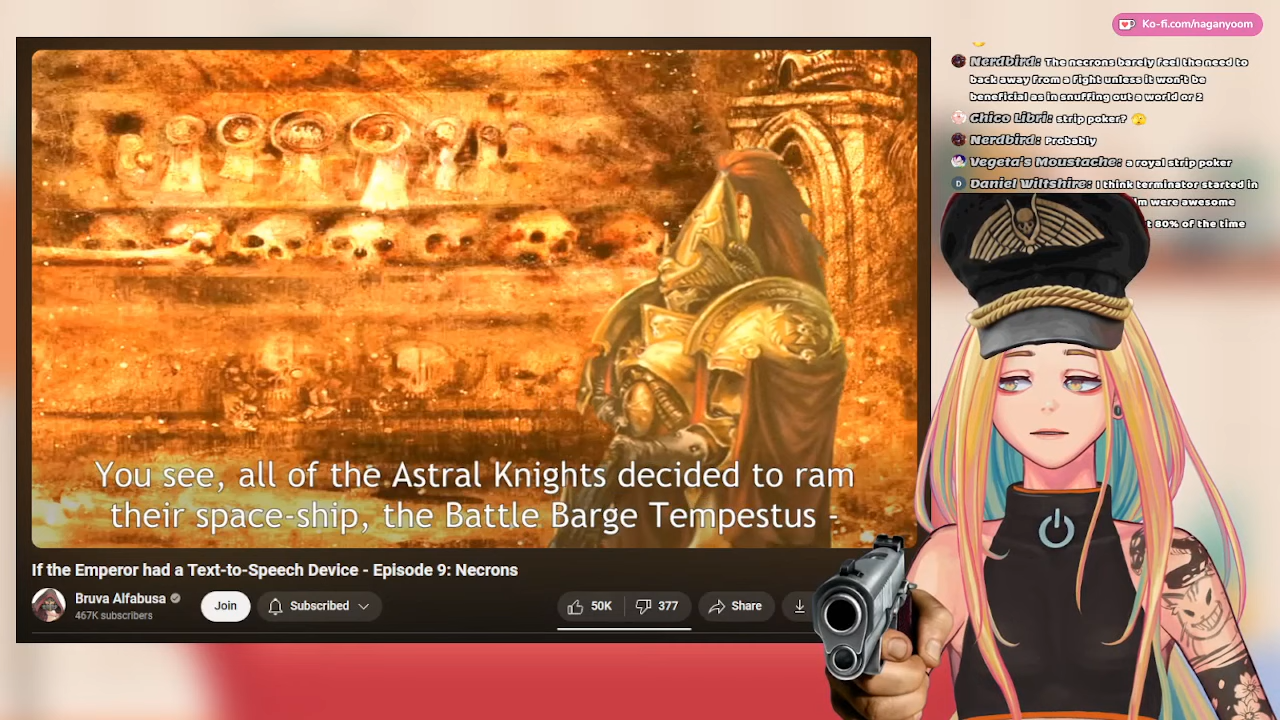 Ko-fi.com/naganyoom
Nerdbird: The necrons barely feel the need to
back away from a fight unless it won't be
beneficial as in snuffing out a world or 2
Chico Libri: strip poker?
Nerdbird: Probably
Vegeta's Moustache: a royal strip poker
D Daniel Wiltshire: I think terminator started in
were awesome
80% of the time
You see, all of the Astral Knights decided to ram
their space-ship, the Battle Barge Tempestus -
If the Emperor had a Text-to-Speech Device - Episode 9: Necrons
Bruva Alfabusa
467K subscribers
Join
Subscribed
50K
377
Share